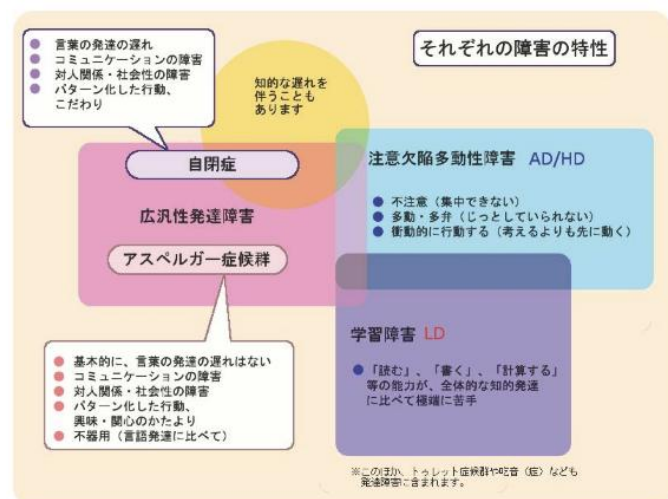 それぞれの障害の特性
● 言葉の発達の遅れ
● コミュニケーションの障害
● 対人関係・社会性の障害
● パターン化した行動、
こだわり
知的な遅れを
伴うことも
あります
自閉症
広汎性発達障害
アスペルガー症候群
注意欠陥多動性障害 AD/HD
● 不注意（集中できない）
● 多動・多弁（じっとしていられない）
● 衝動的に行動する（考えるよりも先に動く）
学習障害 LD
● 「読む」、「書く」、「計算する」
等の能力が、全体的な知的発達
に比べて極端に苦手
● 基本的に、言葉の発達の遅れはない
● コミュニケーションの障害
● 対人関係・社会性の障害
● パターン化した行動、
興味・関心のかたより
● 不器用（言語発達に比べて）
※このほか、トゥレット症候群や吃音（症）なども
発達障害に含まれます。